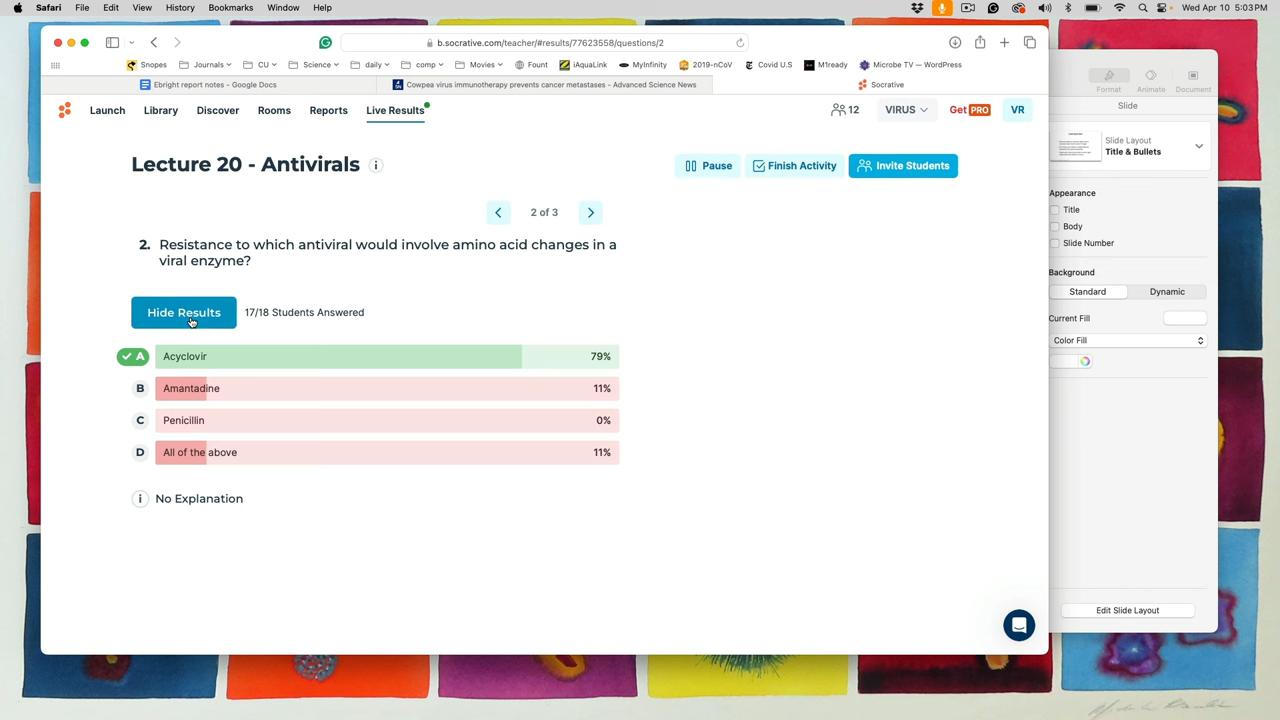 Safari File Edit View History Bookmarks Window Help Wed Apr 10 5:03 PM
b.socrative.com/teacher/#results/77623558/questions/2
Snopes Journals CU Science daily comp Movies Fount iAquaLink MyInfinity 2019-nCoV Covid U.S M1ready Microbe TV — WordPress
Ebright report notes - Google Docs Cowpea virus immunotherapy prevents cancer metastases - Advanced Science News Socrative
Launch Library Discover Rooms Reports Live Results 12 VIRUS Get PRO VR
Lecture 20 - Antivirals
Pause Finish Activity Invite Students
2 of 3
2. Resistance to which antiviral would involve amino acid changes in a
viral enzyme?
Hide Results 17/18 Students Answered
A Acyclovir 79%
B Amantadine 11%
C Penicillin 0%
D All of the above 11%
i No Explanation
Format Animate Document
Slide
Slide Layout
Title & Bullets
Appearance
Title
Body
Slide Number
Background
Standard Dynamic
Current Fill
Color Fill
Edit Slide Layout